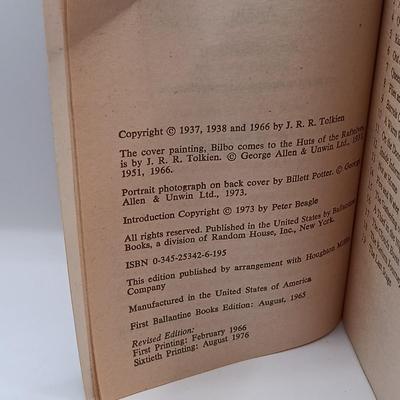 Copyright © 1937, 1938 and 1966 by J. R. R. Tolkien
The cover painting, Bilbo comes to the Huts of the Raftelves,
is by J. R. R. Tolkien. © George Allen & Unwin Ltd., 1937,
1951, 1966.
Portrait photograph on back cover by Billett Potter. © George
Allen & Unwin Ltd., 1973.
Introduction Copyright © 1973 by Peter Beagle
All rights reserved. Published in the United States by Ballantine
Books, a division of Random House, Inc., New York.
ISBN 0-345-25342-6-195
This edition published by arrangement with Houghton Mifflin
Company
Manufactured in the United States of America
First Ballantine Books Edition: August, 1965
Revised Edition:
First Printing: February 1966
Sixtieth Printing: August 1976